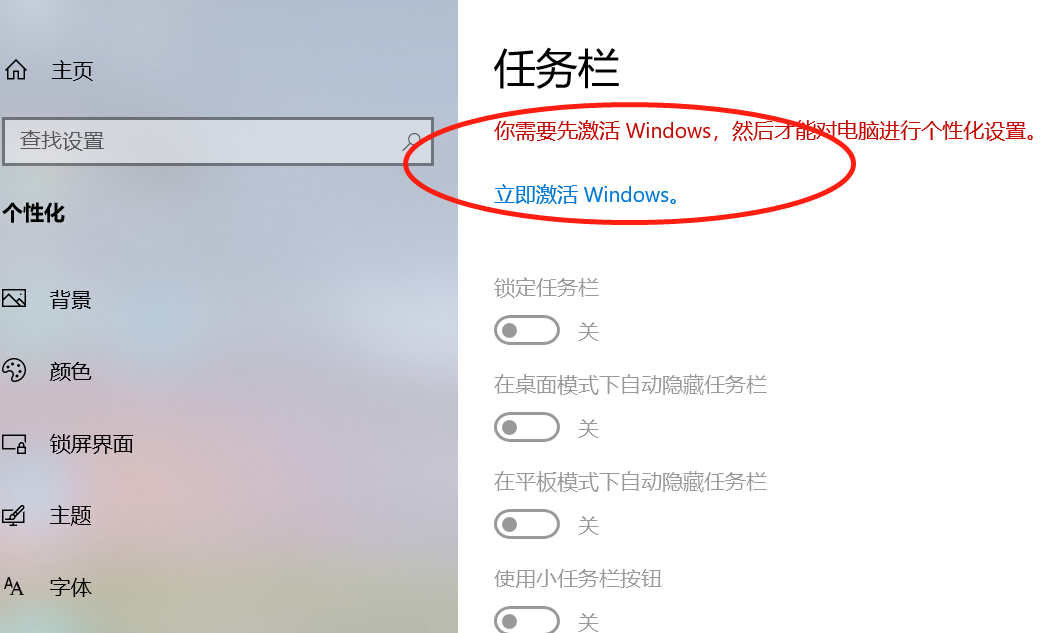 主页
查找设置
个性化
背景
颜色
锁屏界面
主题
字体
任务栏
你需要先激活 Windows，然后才能对电脑进行个性化设置。
立即激活 Windows。
锁定任务栏
关
在桌面模式下自动隐藏任务栏
关
在平板模式下自动隐藏任务栏
关
使用小任务栏按钮
关